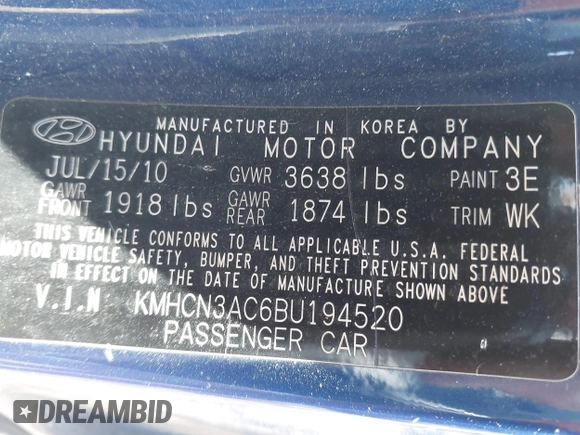 MANUFACTURED IN KOREA BY
HYUNDAI MOTOR COMPANY
JUL/15/10 GVWR 3638 lbs PAINT 3E
GAWR FRONT 1918 lbs GAWR REAR 1874 lbs TRIM WK
THIS VEHICLE CONFORMS TO ALL APPLICABLE U.S.A. FEDERAL
MOTOR VEHICLE SAFETY, BUMPER, AND THEFT PREVENTION STANDARDS
IN EFFECT ON THE DATE OF MANUFACTURE SHOWN ABOVE
V.I.N KMHCN3AC6BU194520
PASSENGER CAR
DREAMBID